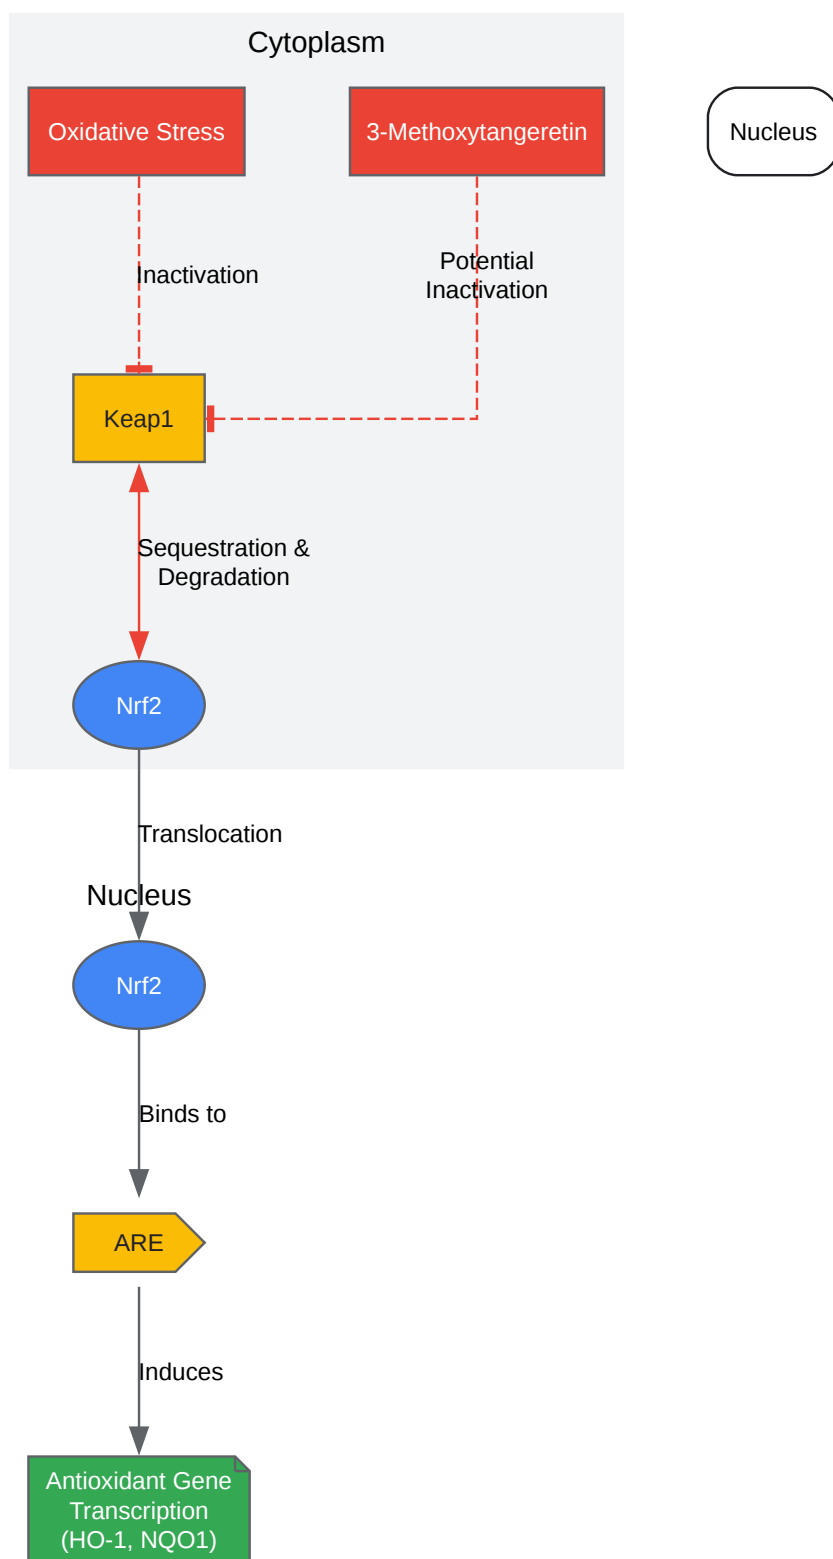 Cytoplasm
Oxidative Stress
3-Methoxytangeretin
Nucleus
Inactivation
Potential
Inactivation
Keap1
Sequestration &
Degradation
Nrf2
Translocation
Nucleus
Nrf2
Binds to
ARE
Induces
Antioxidant Gene
Transcription
(HO-1, NQO1)